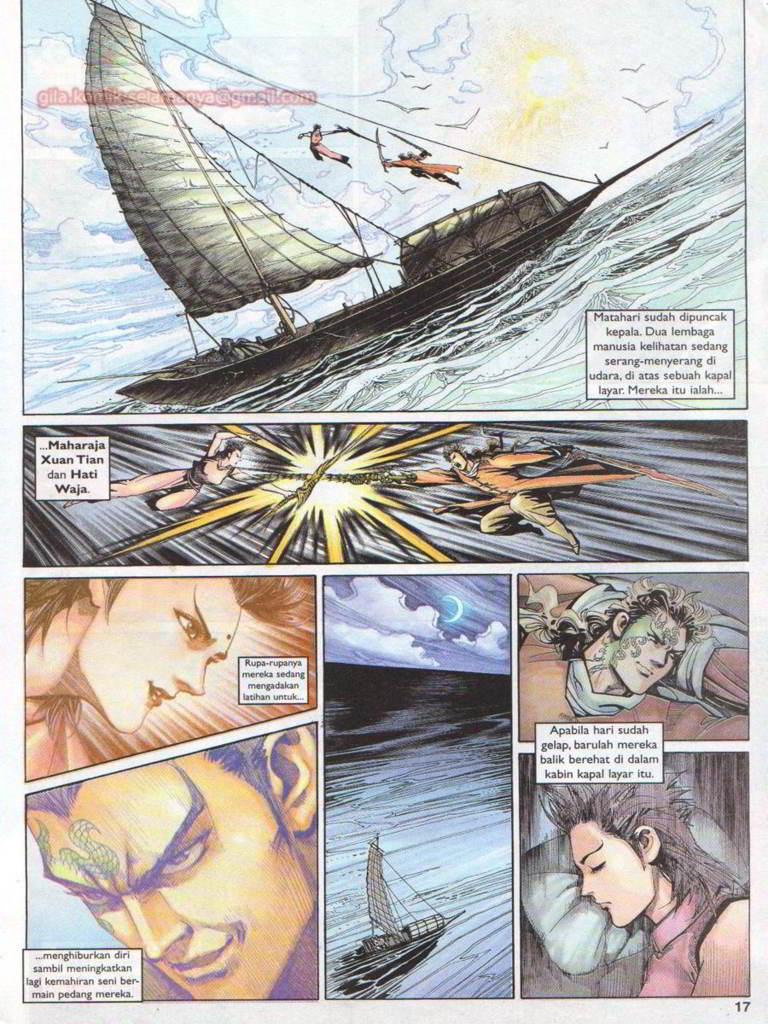 gila.komik.selamanya@gmail.com
Matahari sudah dipuncak
kepala. Dua lembaga
manusia kelihatan sedang
serang-menyerang di
udara, di atas sebuah kapal
layar. Mereka itu ialah...
...Maharaja
Xuan Tian
dan Hati
Waja.
Rupa-rupanya
mereka sedang
mengadakan
latihan untuk...
...menghiburkan diri
sambil meningkatkan
lagi kemahiran seni ber-
main pedang mereka.
Apabila hari sudah
gelap, barulah mereka
balik berehat di dalam
kabin kapal layar itu.
17